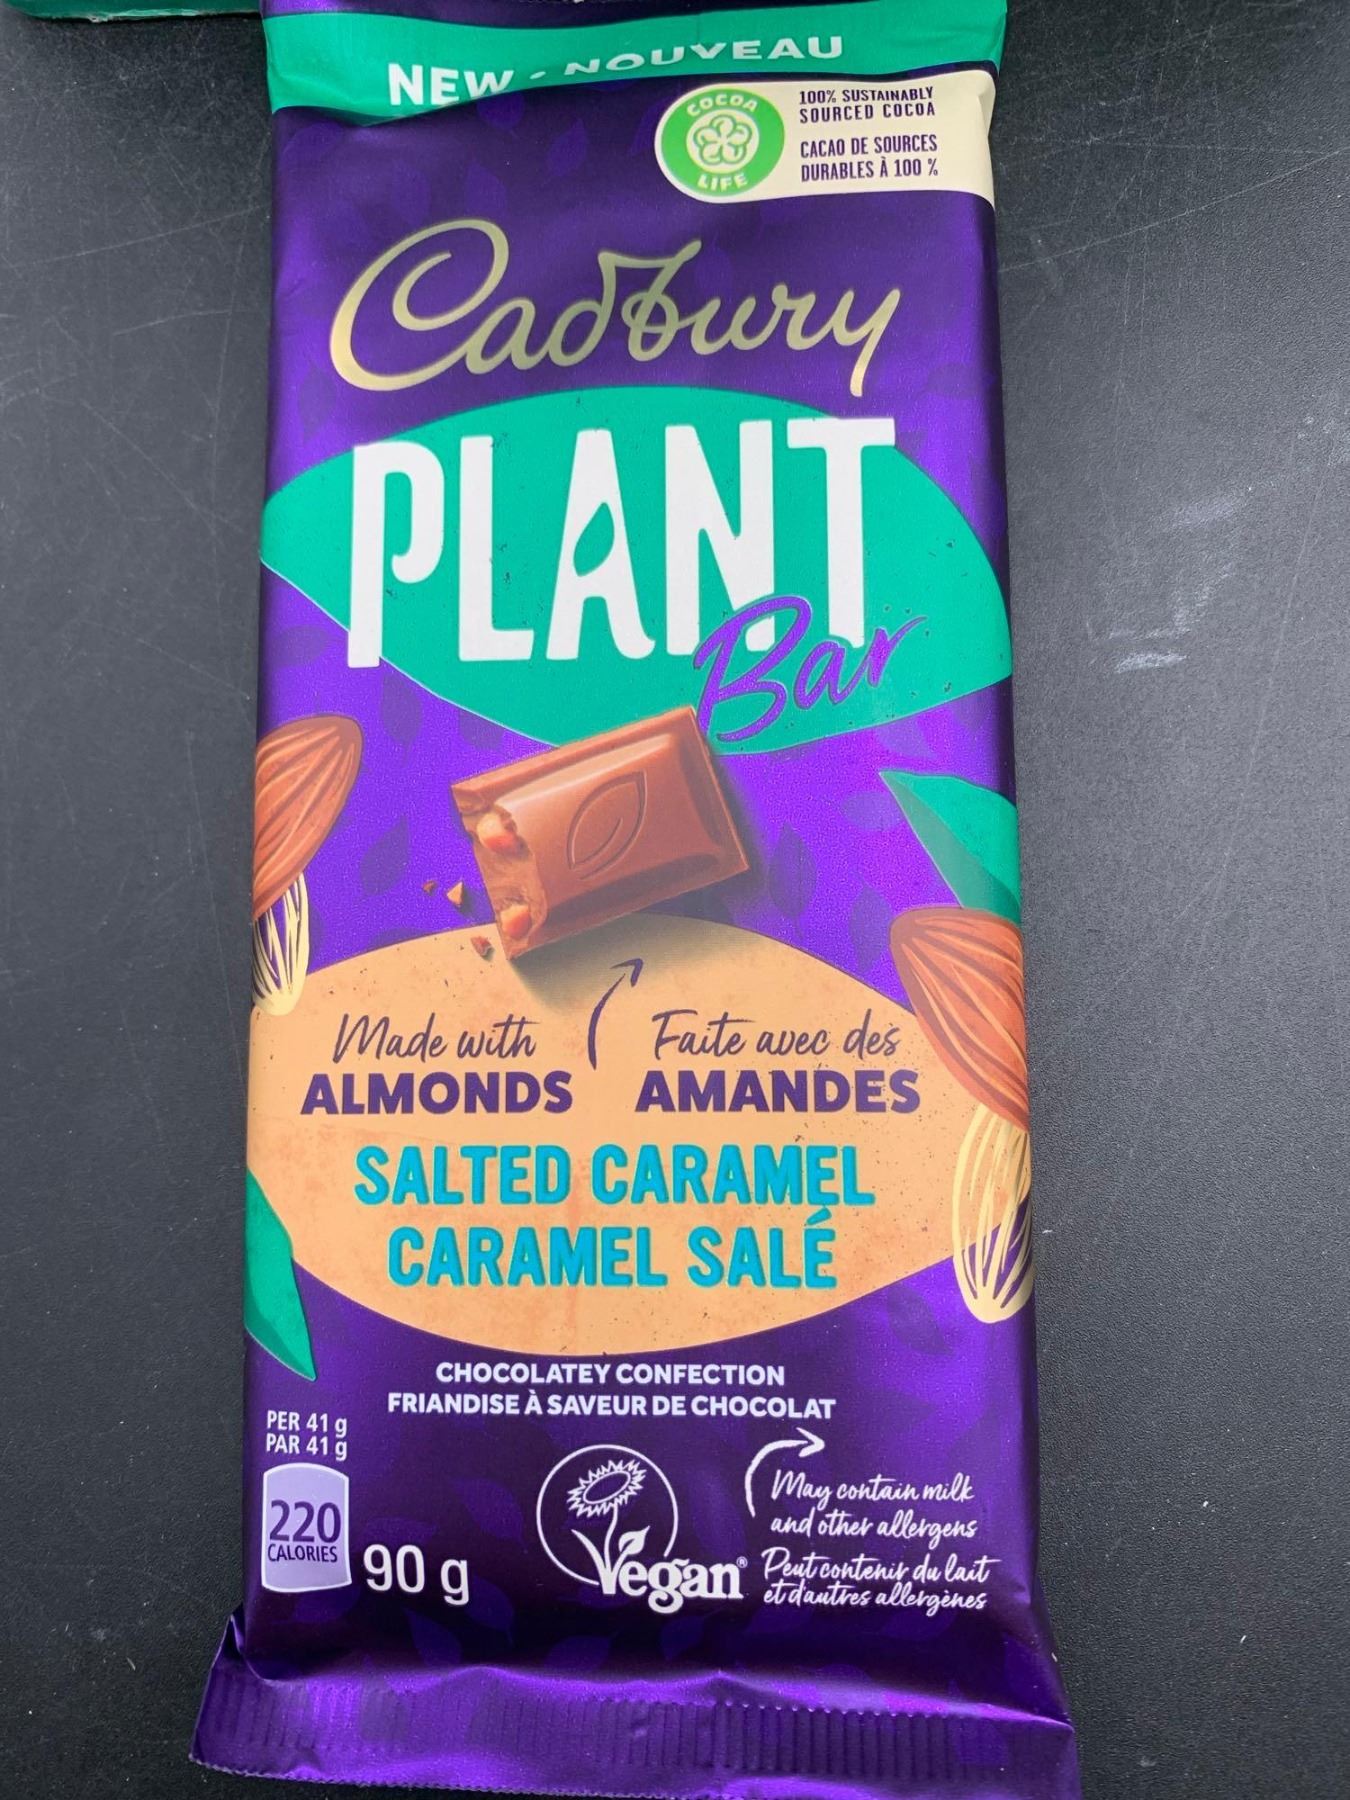 NEW • NOUVEAU
COCOA
LIFE
100% SUSTAINABLY
SOURCED COCOA
CACAO DE SOURCES
DURABLES À 100 %
Cadbury
PLANT
Bar
Made with
ALMONDS
Faite avec des
AMANDES
SALTED CARAMEL
CARAMEL SALÉ
CHOCOLATEY CONFECTION
FRIANDISE À SAVEUR DE CHOCOLAT
PER 41 g
PAR 41 g
220
CALORIES
90 g
Vegan®
May contain milk
and other allergens
Peut contenir du lait
et d'autres allergènes